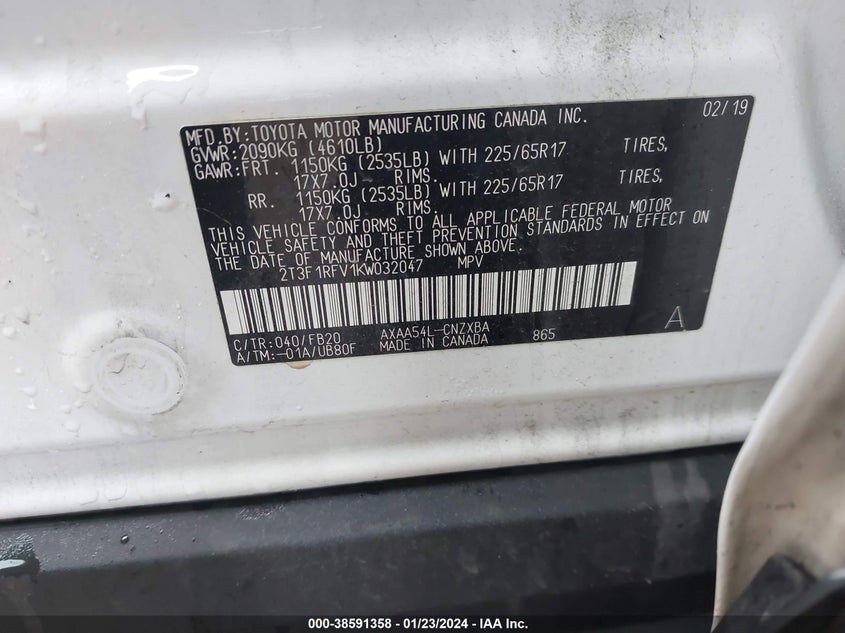 MFD.BY:TOYOTA MOTOR MANUFACTURING CANADA INC. 02/19
GVWR:2090KG (4610LB)
GAWR:FRT. 1150KG (2535LB) WITH 225/65R17 TIRES,
17X7.0J RIMS.
RR. 1150KG (2535LB) WITH 225/65R17 TIRES,
17X7.0J RIMS.
THIS VEHICLE CONFORMS TO ALL APPLICABLE FEDERAL MOTOR
VEHICLE SAFETY AND THEFT PREVENTION STANDARDS IN EFFECT ON
THE DATE OF MANUFACTURE SHOWN ABOVE.
2T3F1RFV1KW032047 MPV
C/TR:040/FB20 AXAA54L-CNZXBA 865 A
A/TM:-01A/UB80F MADE IN CANADA
000-38591358 - 01/23/2024 - IAA Inc.